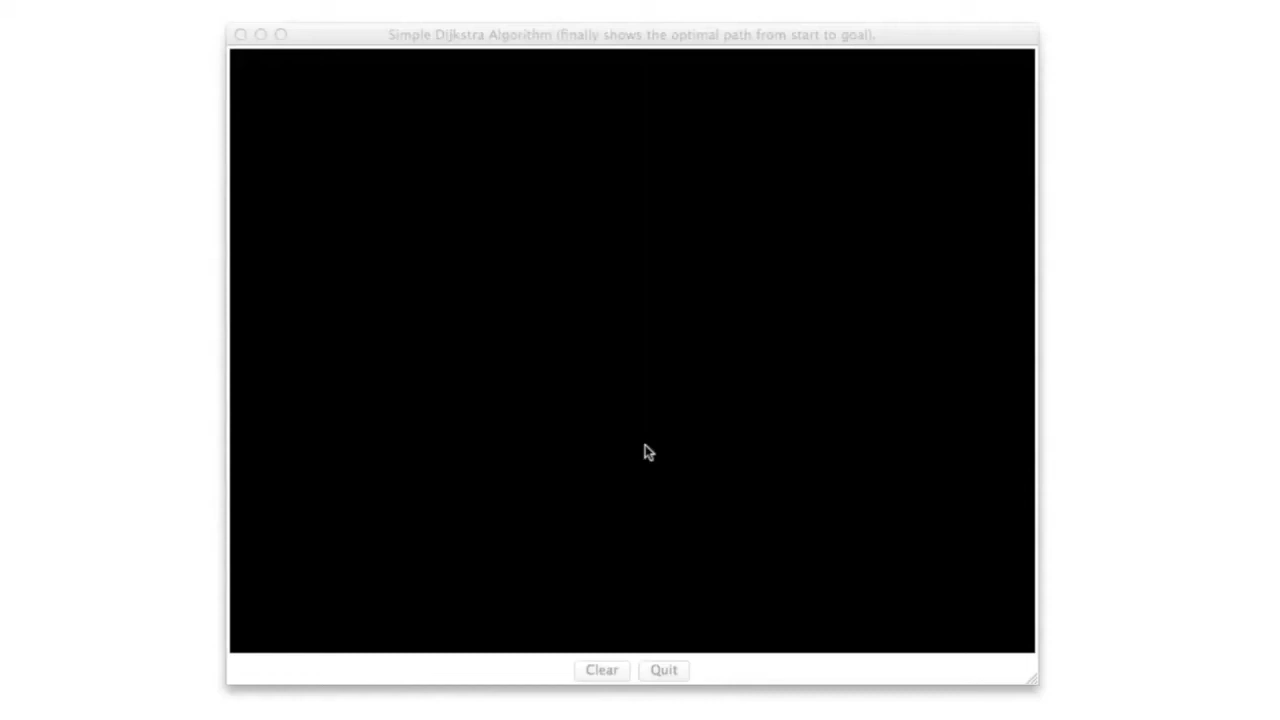 Simple Dijkstra Algorithm (finally shows the optimal path from start to goal).
Clear
Quit